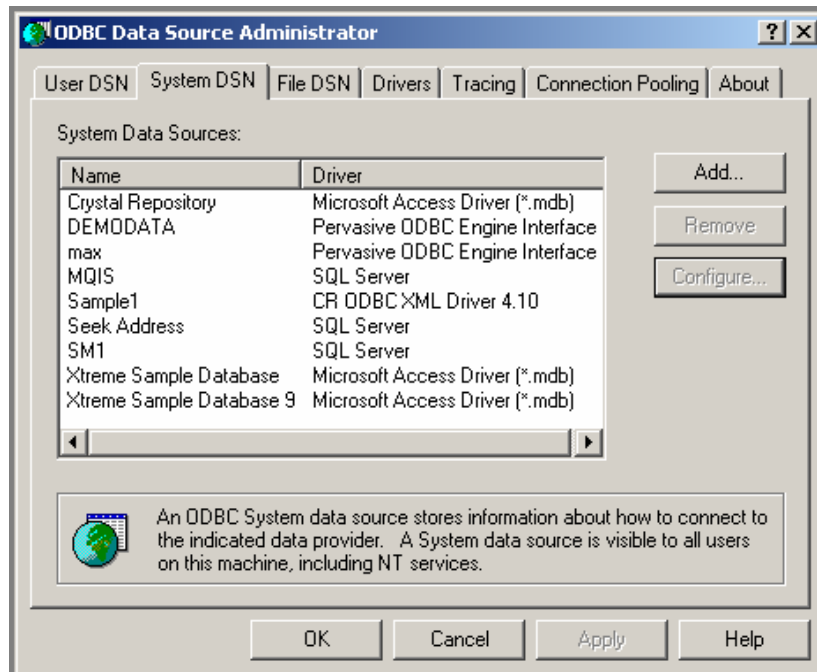 ODBC Data Source Administrator
User DSN System DSN File DSN Drivers Tracing Connection Pooling About
System Data Sources:
Name Driver
Crystal Repository Microsoft Access Driver (*.mdb)
DEMODATA Pervasive ODBC Engine Interface
max Pervasive ODBC Engine Interface
MQIS SQL Server
Sample1 CR ODBC XML Driver 4.10
Seek Address SQL Server
SM1 SQL Server
Xtreme Sample Database Microsoft Access Driver (*.mdb)
Xtreme Sample Database 9 Microsoft Access Driver (*.mdb)
Add...
Remove
Configure...
An ODBC System data source stores information about how to connect to
the indicated data provider. A System data source is visible to all users
on this machine, including NT services.
OK Cancel Apply Help